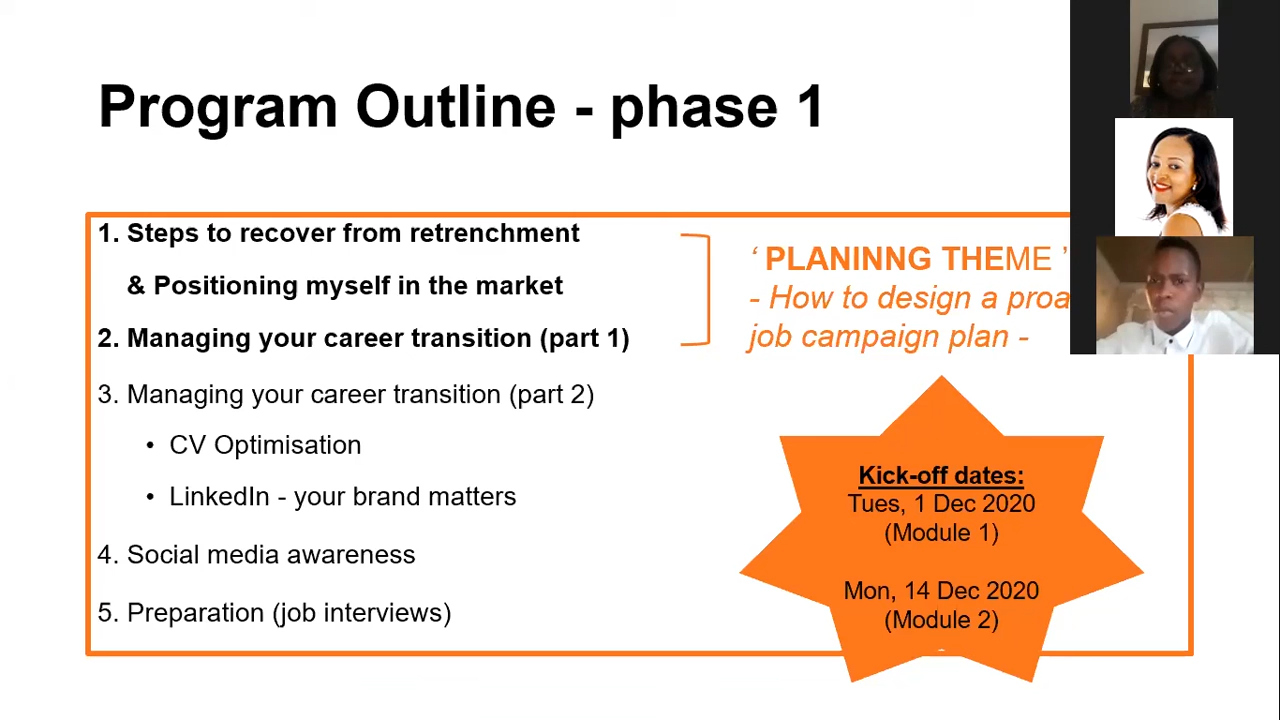 Program Outline - phase 1
1. Steps to recover from retrenchment
& Positioning myself in the market
2. Managing your career transition (part 1)
3. Managing your career transition (part 2)
• CV Optimisation
• LinkedIn - your brand matters
4. Social media awareness
5. Preparation (job interviews)
‘ PLANINNG THEME ’
- How to design a proa
job campaign plan -
Kick-off dates:
Tues, 1 Dec 2020
(Module 1)
Mon, 14 Dec 2020
(Module 2)